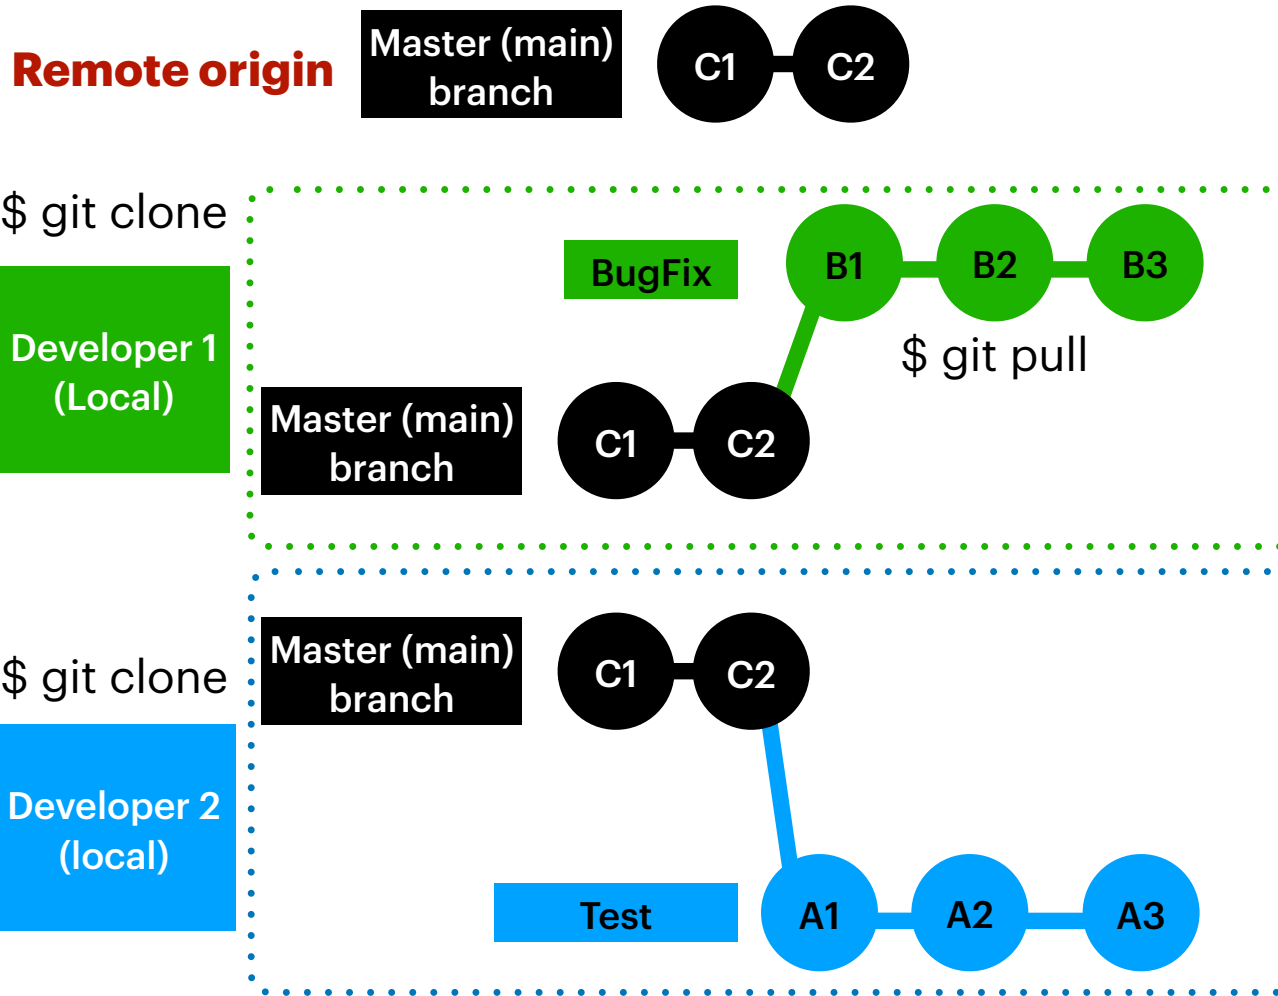 Remote origin
Master (main)
branch
C1
C2
$ git clone
Developer 1
(Local)
BugFix
B1
B2
B3
$ git pull
Master (main)
branch
C1
C2
$ git clone
Developer 2
(local)
Master (main)
branch
C1
C2
Test
A1
A2
A3